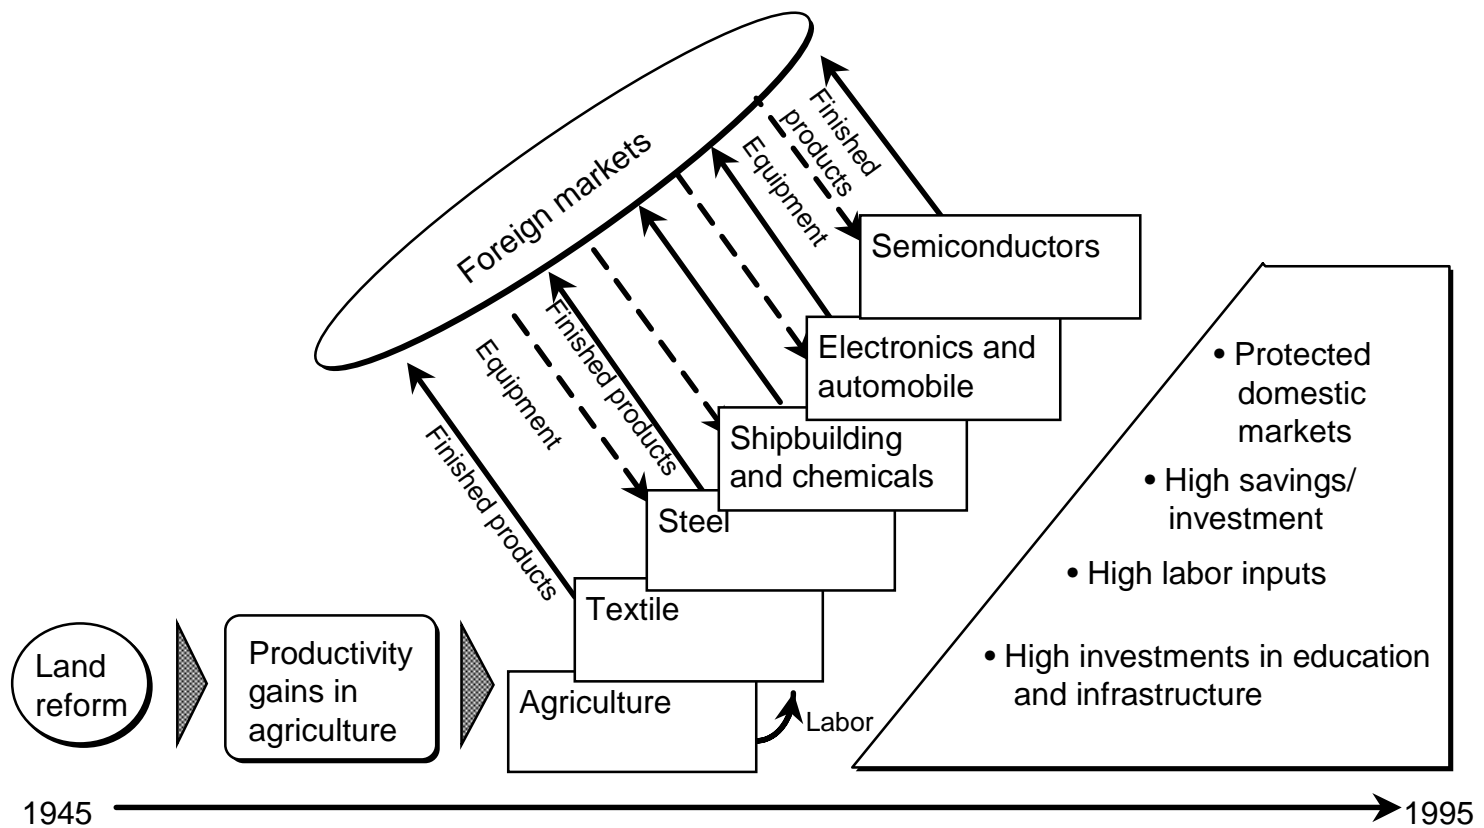 Foreign markets
Finished
products
Equipment
Finished products
Equipment
Finished products
Semiconductors
Electronics and
automobile
Shipbuilding
and chemicals
Steel
Textile
Agriculture
Labor
Land
reform
Productivity
gains in
agriculture
• Protected
domestic
markets
• High savings/
investment
• High labor inputs
• High investments in education
and infrastructure
1945
1995